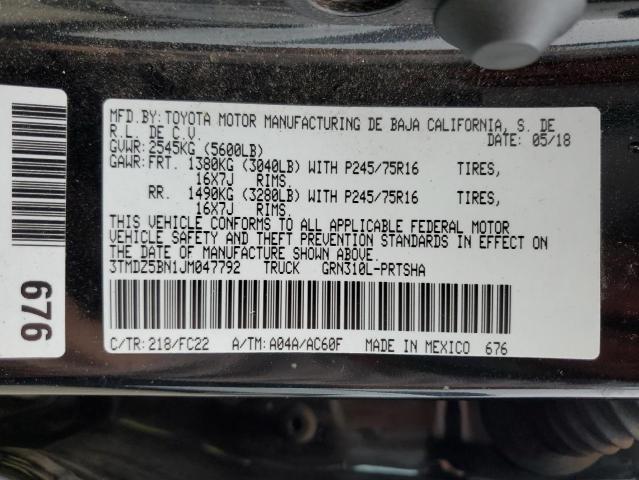 MFD.BY:TOYOTA MOTOR MANUFACTURING DE BAJA CALIFORNIA, S. DE
R.L. DE C.V. DATE: 05/18
GVWR:2545KG (5600LB)
GAWR:FRT. 1380KG (3040LB) WITH P245/75R16 TIRES,
16X7J RIMS.
RR. 1490KG (3280LB) WITH P245/75R16 TIRES,
16X7J RIMS.
THIS VEHICLE CONFORMS TO ALL APPLICABLE FEDERAL MOTOR
VEHICLE SAFETY AND THEFT PREVENTION STANDARDS IN EFFECT ON
THE DATE OF MANUFACTURE SHOWN ABOVE.
3TMDZ5BN1JM047792 TRUCK GRN310L-PRTSHA
C/TR:218/FC22 A/TM:A04A/AC60F MADE IN MEXICO 676
676